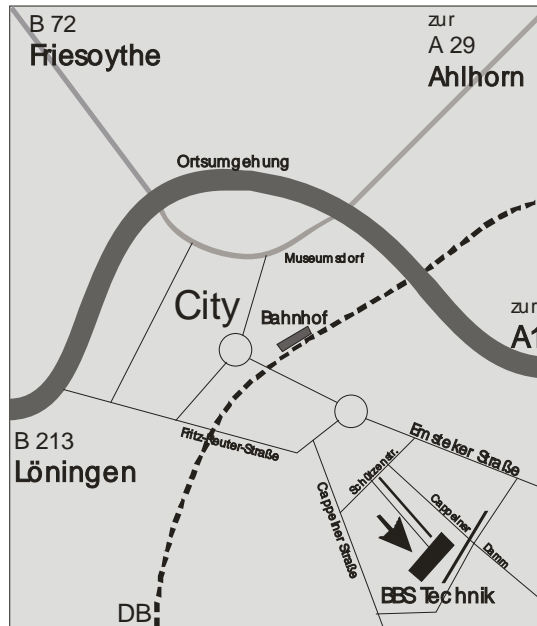 B 72
Friesoythe
zur
A 29
Ahlhorn
Ortsumgehung
Museumsdorf
City
Bahnhof
zur
A1
B 213
Löningen
Fritz-Reuter-Straße
Emsteker Straße
Schützenstr.
Cappelner Straße
Cappelner
Damm
BBS Technik
DB